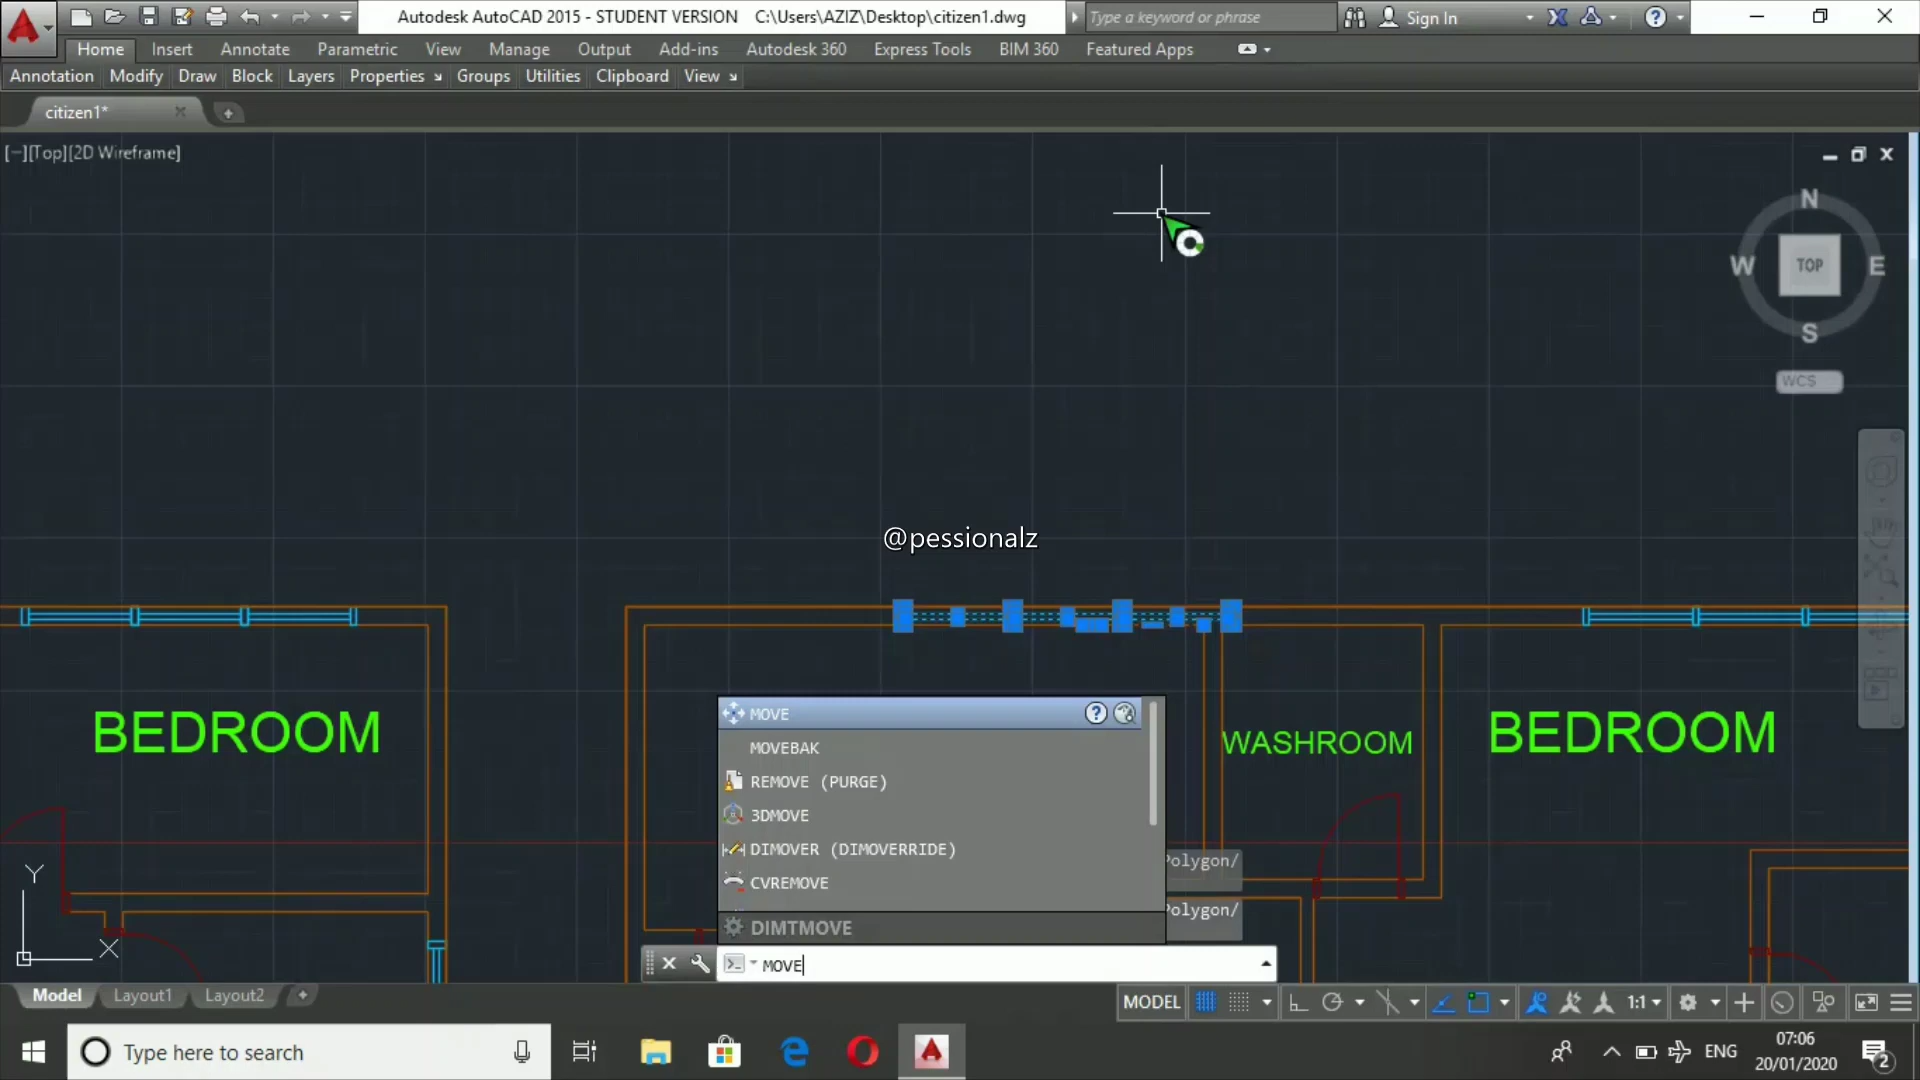 Autodesk AutoCAD 2015 - STUDENT VERSION C:\Users\AZIZ\Desktop\citizen1.dwg
Type a keyword or phrase
Sign In
Home Insert Annotate Parametric View Manage Output Add-ins Autodesk 360 Express Tools BIM 360 Featured Apps
Annotation Modify Draw Block Layers Properties Groups Utilities Clipboard View
citizen1*
[−][Top][2D Wireframe]
N
W TOP E
S
WCS
@pessionalz
BEDROOM
WASHROOM
BEDROOM
MOVE
MOVEBAK
REMOVE (PURGE)
3DMOVE
DIMOVER (DIMOVERRIDE)
CVREMOVE
DIMTMOVE
Polygon/
Polygon/
Y
X
MOVE
Model Layout1 Layout2
MODEL
1:1
Type here to search
ENG
07:06
20/01/2020
2